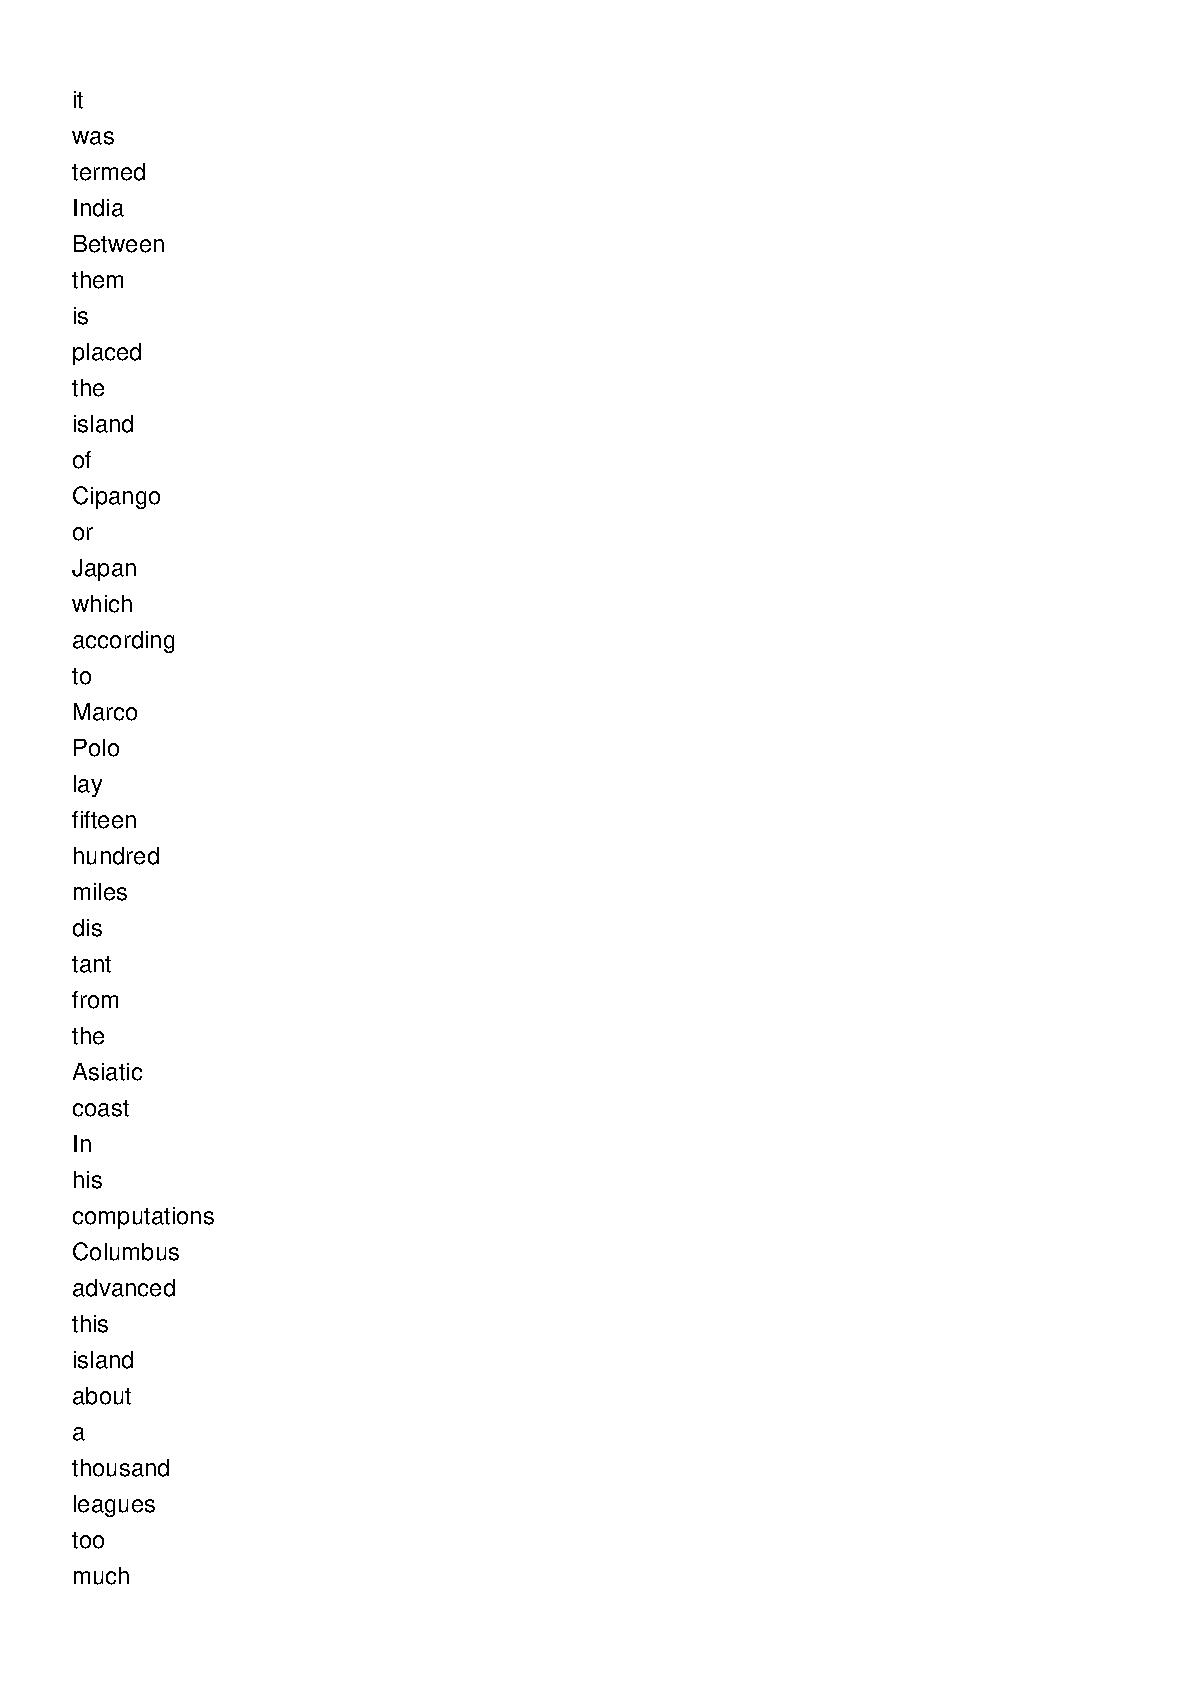 it
was
termed
India
Between
them
is
placed
the
island
of
Cipango
or
Japan
which
according
to
Marco
Polo
lay
fifteen
hundred
miles
dis
tant
from
the
Asiatic
coast
In
his
computations
Columbus
advanced
this
island
about
a
thousand
leagues
too
much